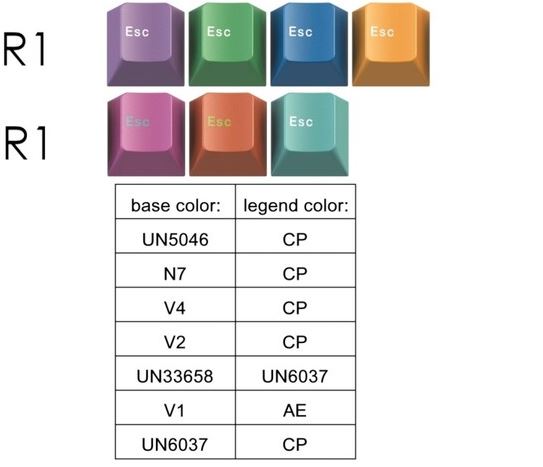 R1 Esc Esc Esc Esc
R1 Esc Esc Esc
base color: legend color:
UN5046 CP
N7 CP
V4 CP
V2 CP
UN33658 UN6037
V1 AE
UN6037 CP